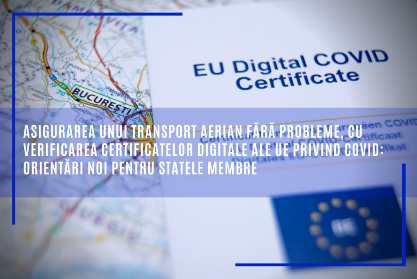 DÂMBOVIȚA
BUCUREȘTI
EU Digital COVID
Certificate
ASIGURAREA UNUI TRANSPORT AERIAN FĂRĂ PROBLEME, CU
VERIFICAREA CERTIFICATELOR DIGITALE ALE UE PRIVIND COVID:
ORIENTĂRI NOI PENTRU STATELE MEMBRE